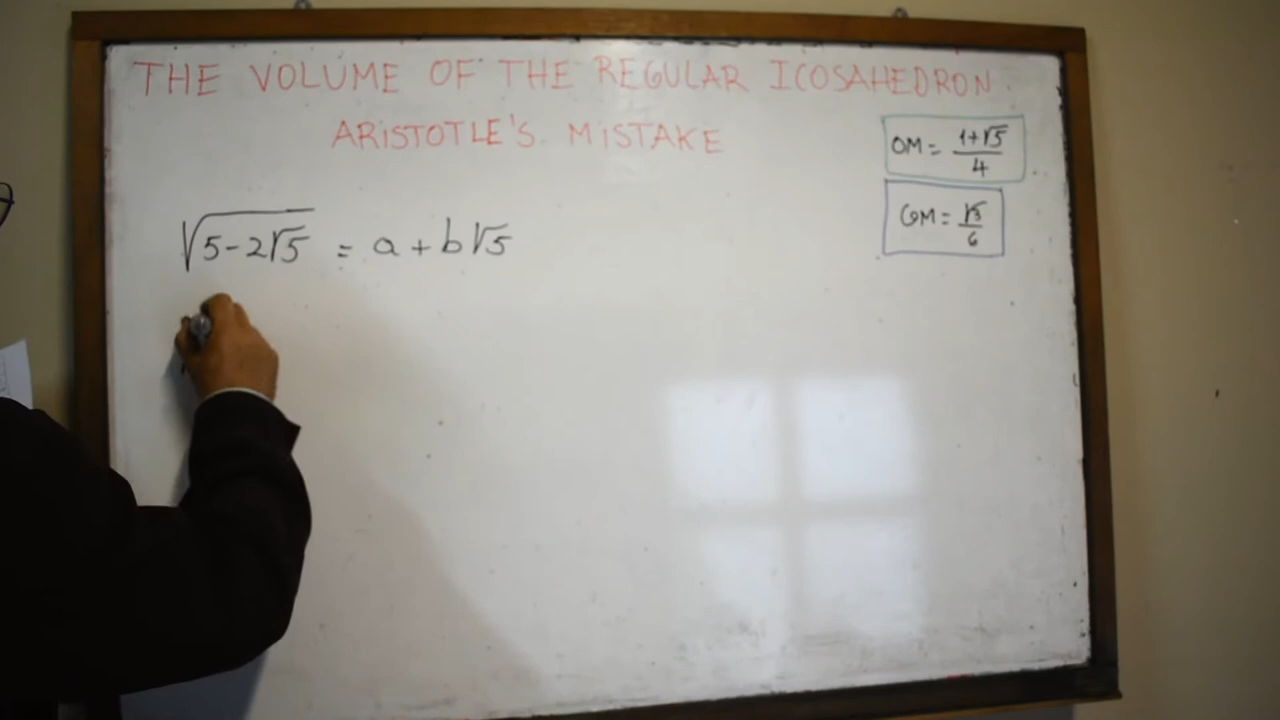 THE VOLUME OF THE REGULAR ICOSAHEDRON.
ARISTOTLE'S. MISTAKE
OM = (1+√5)/4
GM = √3/6
√(5-2√5) = a + b√5